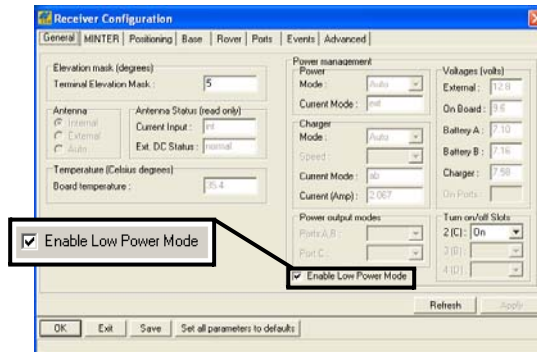 Receiver Configuration
General MINTER Positioning Base Rover Ports Events Advanced
Elevation mask (degrees)
Terminal Elevation Mask : 5
Antenna
Internal
External
Auto
Antenna Status (read only)
Current Input : int
Ext. DC Status : normal
Temperature (Celsius degrees)
Board temperature : 35.4
Power management
Power
Mode : Auto
Current Mode : ext
Charger
Mode : Auto
Speed :
Current Mode : ab
Current (Amp) : 2.067
Voltages (volts)
External : 12.8
On Board : 9.6
Battery A : 7.10
Battery B : 7.16
Charger : 7.58
On Ports :
Power output modes
Ports A,B :
Port C :
Turn on/off Slots
2 (C) : On
3 (B) :
4 (D) :
Enable Low Power Mode
Enable Low Power Mode
Refresh Apply
OK Exit Save Set all parameters to defaults